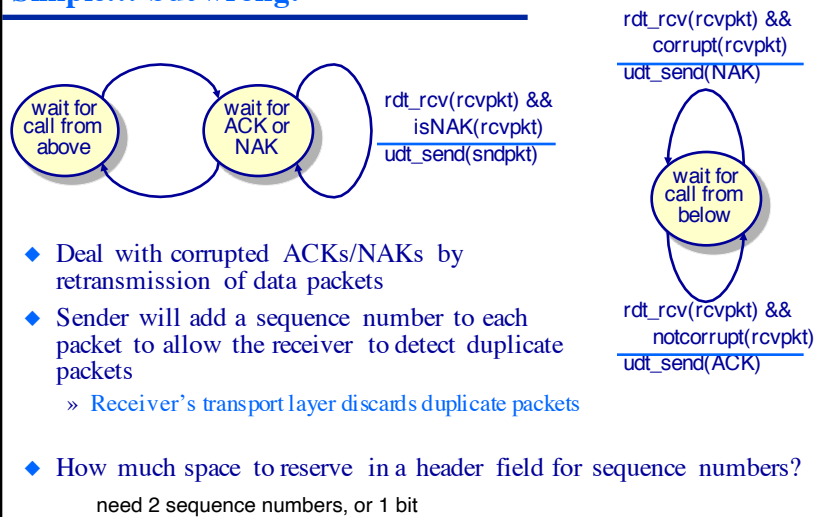 rdt_rcv(rcvpkt) &&
corrupt(rcvpkt)
udt_send(NAK)
wait for
call from
above
wait for
ACK or
NAK
rdt_rcv(rcvpkt) &&
isNAK(rcvpkt)
udt_send(sndpkt)
wait for
call from
below
rdt_rcv(rcvpkt) &&
notcorrupt(rcvpkt)
udt_send(ACK)
◆ Deal with corrupted ACKs/NAKs by
retransmission of data packets
◆ Sender will add a sequence number to each
packet to allow the receiver to detect duplicate
packets
» Receiver's transport layer discards duplicate packets
◆ How much space to reserve in a header field for sequence numbers?
need 2 sequence numbers, or 1 bit